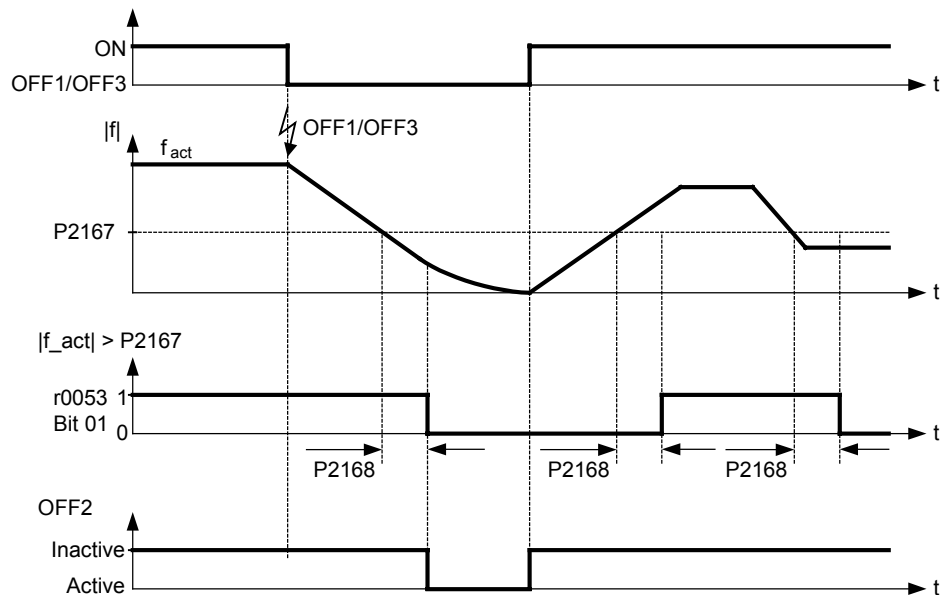 ON
OFF1/OFF3
t
OFF1/OFF3
|f|
f act
P2167
t
|f_act| > P2167
r0053 1
Bit 01
0
t
P2168
P2168
P2168
OFF2
Inactive
Active
t